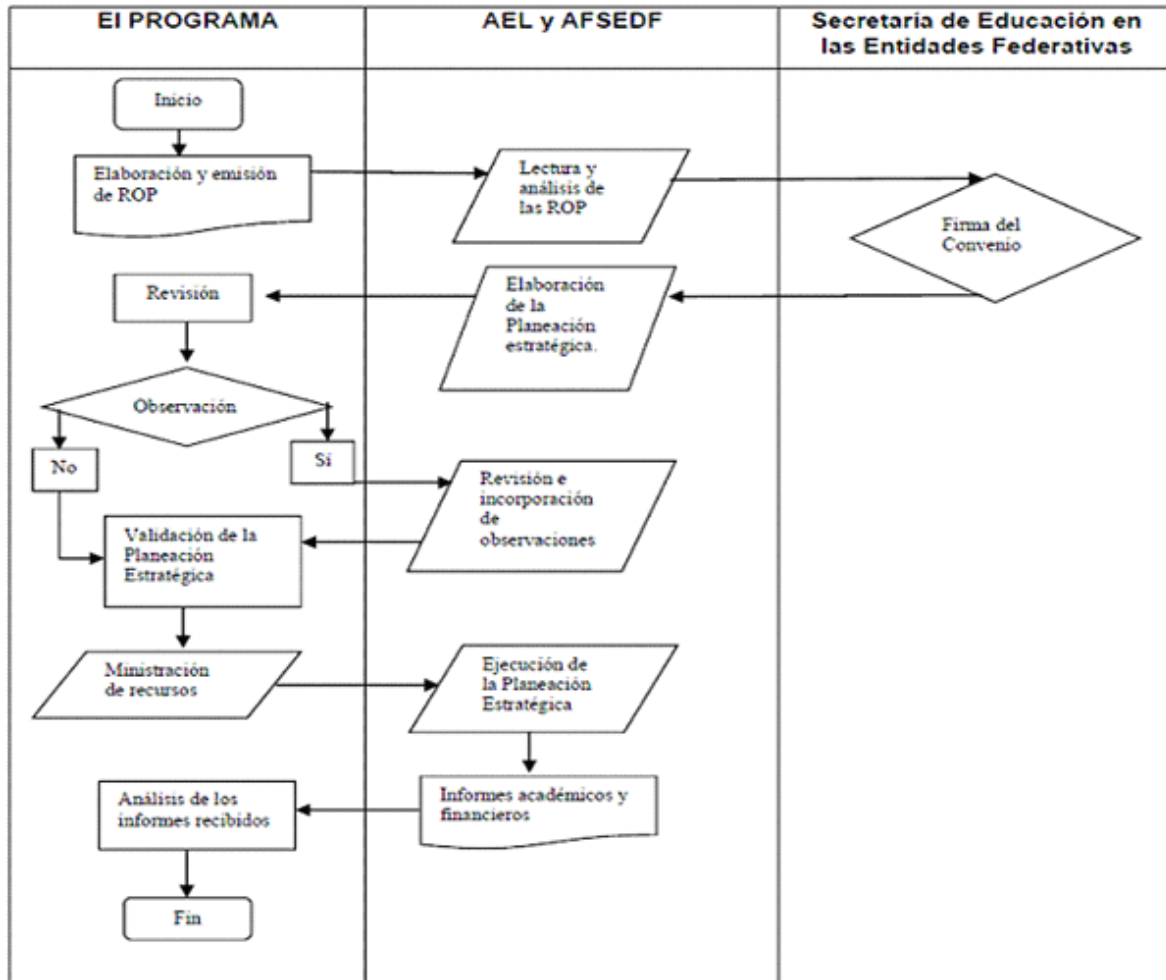 El PROGRAMA
AEL y AFSEDF
Secretaría de Educación en
las Entidades Federativas
Inicio
Elaboración y emisión
de ROP
Lectura y
análisis de
las ROP
Firma del
Convenio
Revisión
Elaboración
de la
Planeación
estratégica.
Observación
No
Sí
Revisión e
incorporación
de
observaciones
Validación de la
Planeación
Estratégica
Ministración
de recursos
Ejecución de
la Planeación
Estratégica
Informes académicos y
financieros
Análisis de los
informes recibidos
Fin